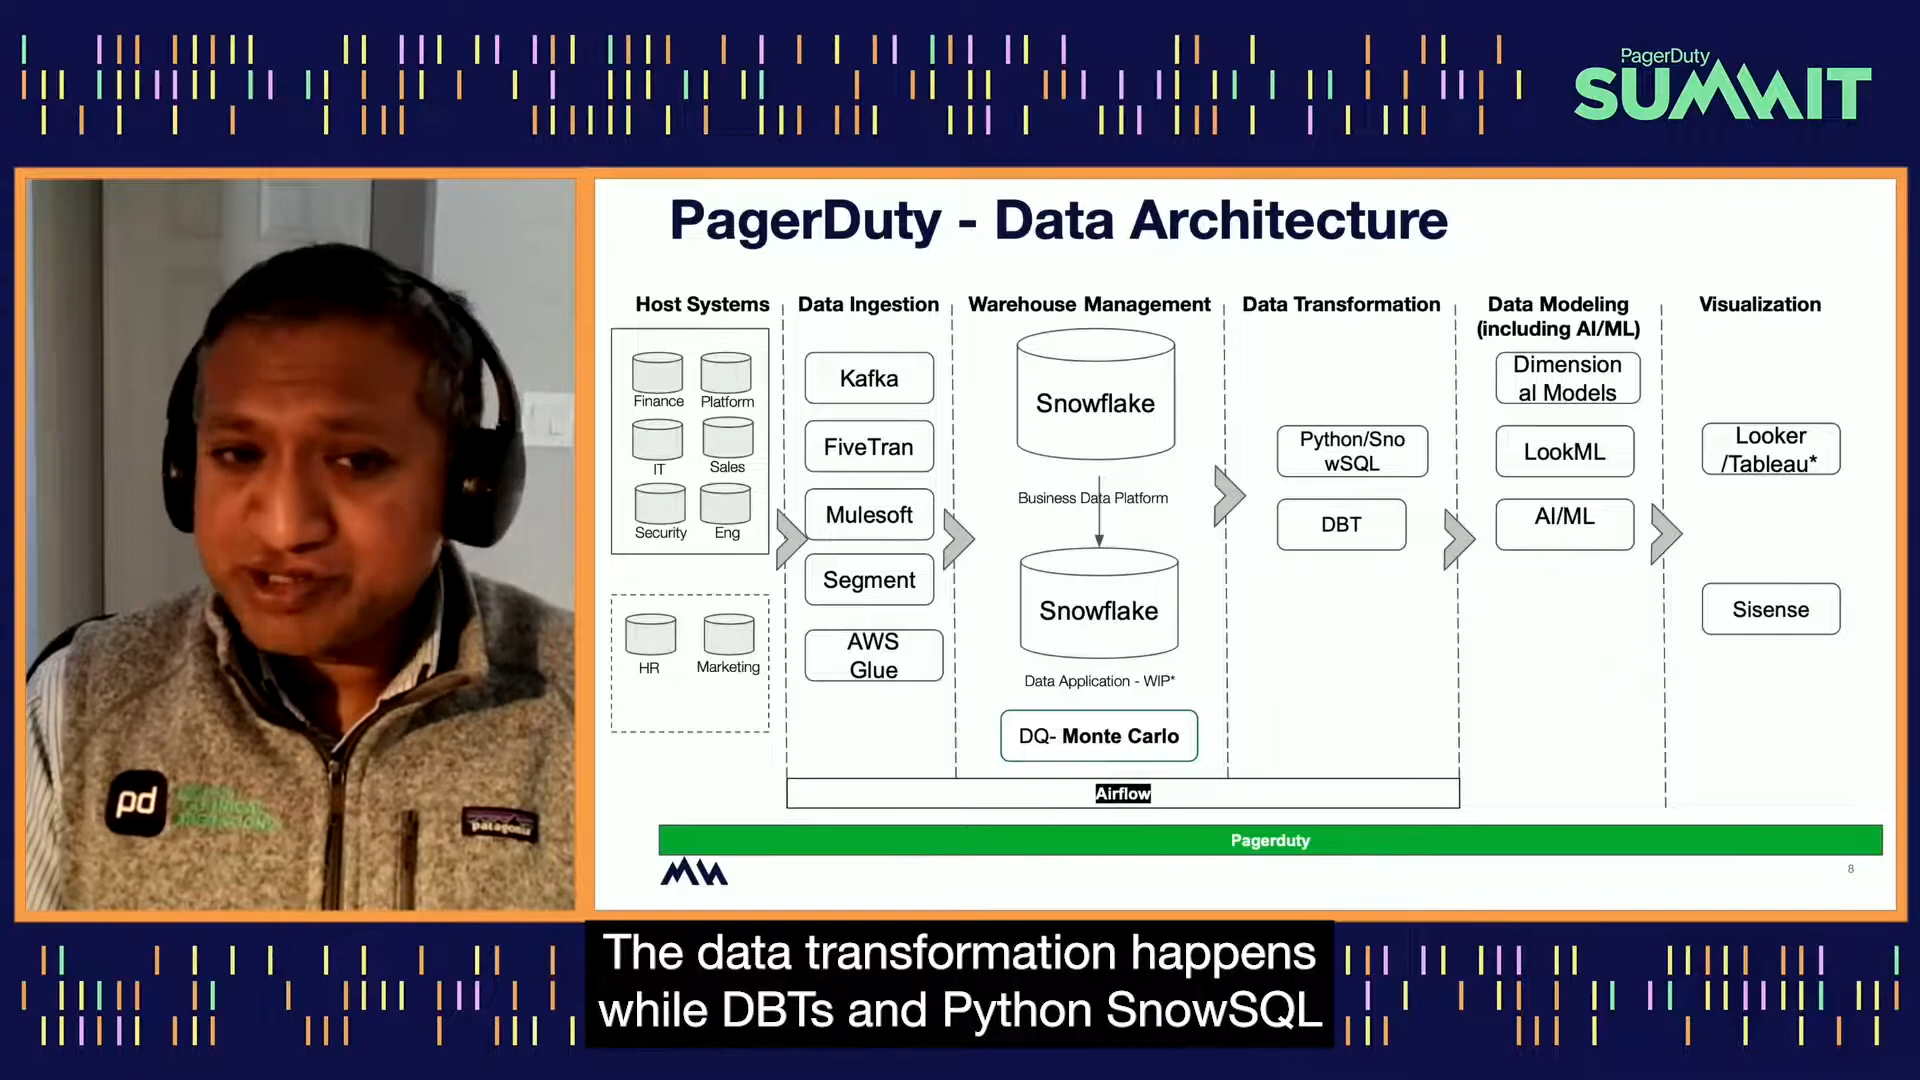 PagerDuty
SUMMIT
PagerDuty - Data Architecture
Host Systems
Data Ingestion
Warehouse Management
Data Transformation
Data Modeling
(including AI/ML)
Visualization
Finance
Platform
IT
Sales
Security
Eng
HR
Marketing
Kafka
FiveTran
Mulesoft
Segment
AWS
Glue
Snowflake
Business Data Platform
Snowflake
Data Application - WIP*
DQ- Monte Carlo
Python/Sno
wSQL
DBT
Dimension
al Models
LookML
AI/ML
Looker
/Tableau*
Sisense
Airflow
Pagerduty
8
pd
patagonia
The data transformation happens
while DBTs and Python SnowSQL